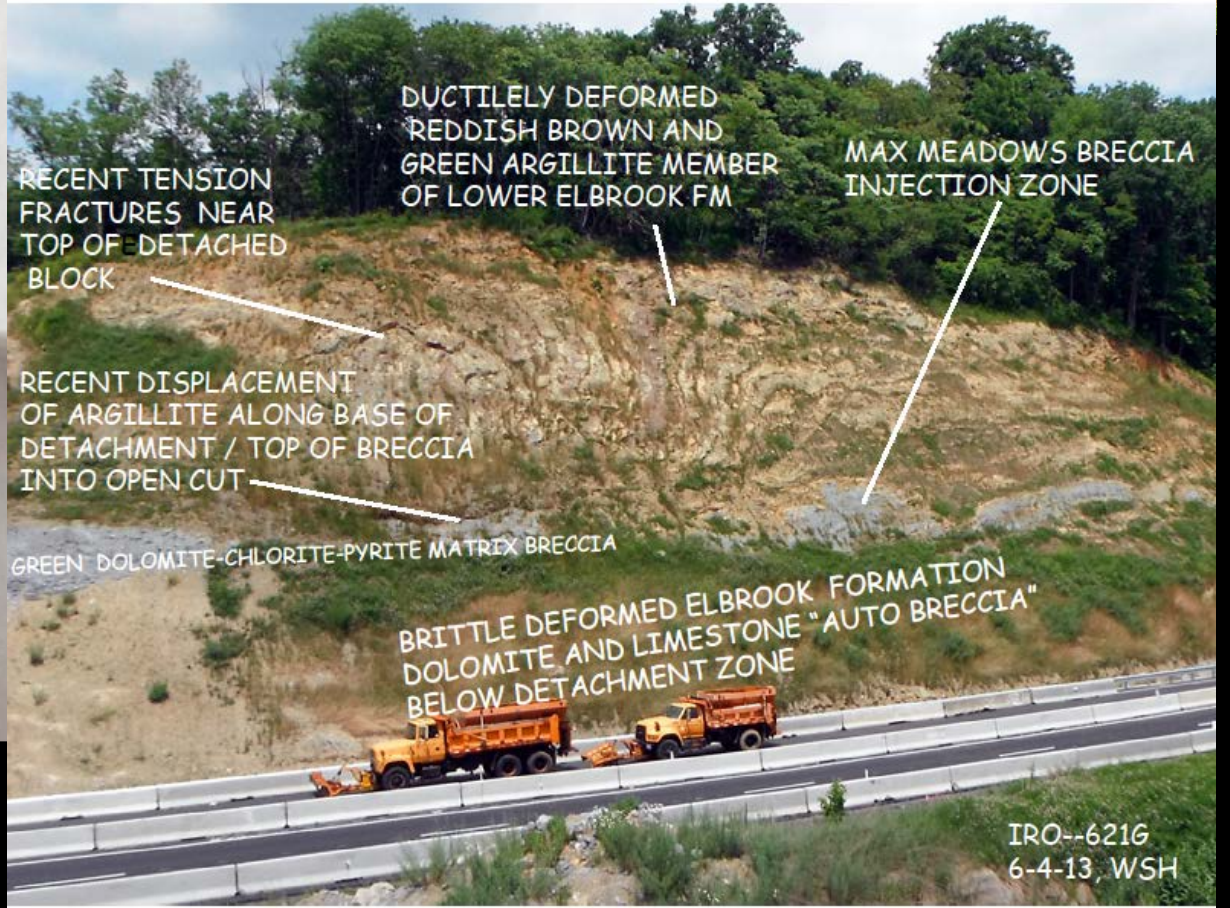 DUCTILELY DEFORMED
REDDISH BROWN AND
GREEN ARGILLITE MEMBER
OF LOWER ELBROOK FM
MAX MEADOWS BRECCIA
INJECTION ZONE
RECENT TENSION
FRACTURES NEAR
TOP OF DETACHED
BLOCK
RECENT DISPLACEMENT
OF ARGILLITE ALONG BASE OF
DETACHMENT / TOP OF BRECCIA
INTO OPEN CUT
GREEN DOLOMITE-CHLORITE-PYRITE MATRIX BRECCIA
BRITTLE DEFORMED ELBROOK FORMATION
DOLOMITE AND LIMESTONE "AUTO BRECCIA"
BELOW DETACHMENT ZONE
IRO--621G
6-4-13, WSH